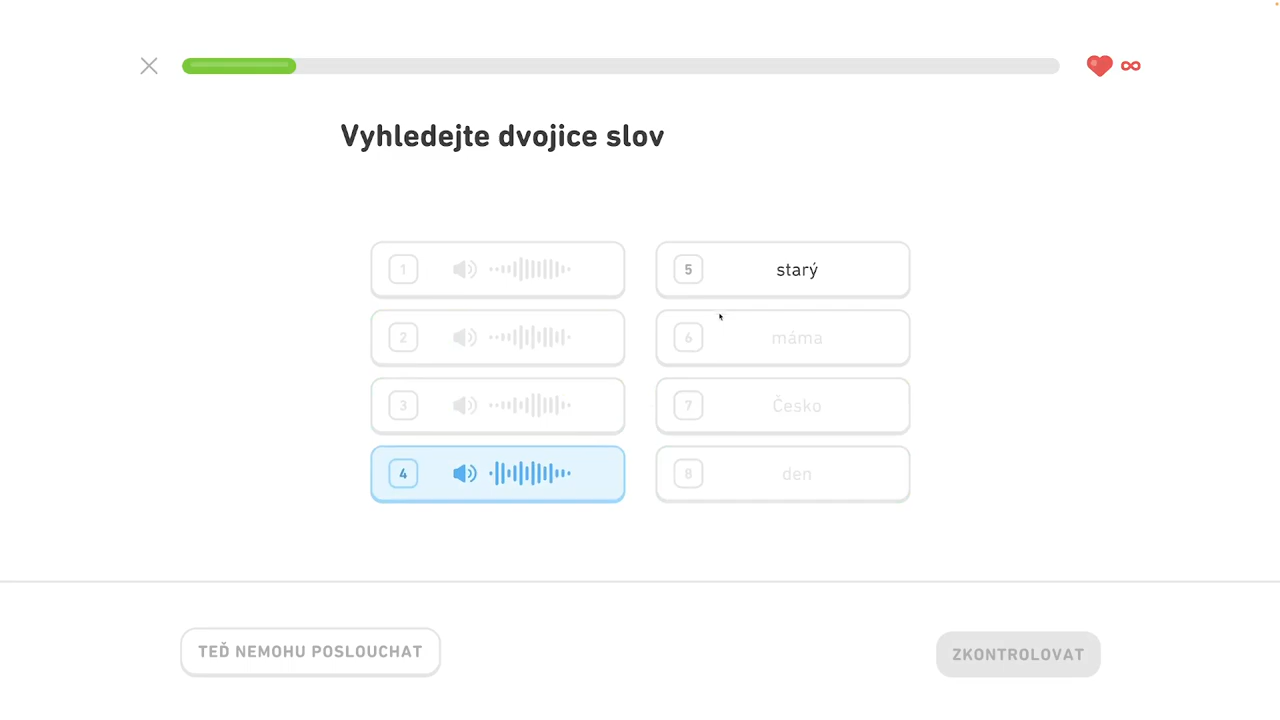 Vyhledejte dvojice slov
1
5 starý
2
6 máma
3
7 Česko
4
8 den
TEĎ NEMOHU POSLOUCHAT
ZKONTROLOVAT